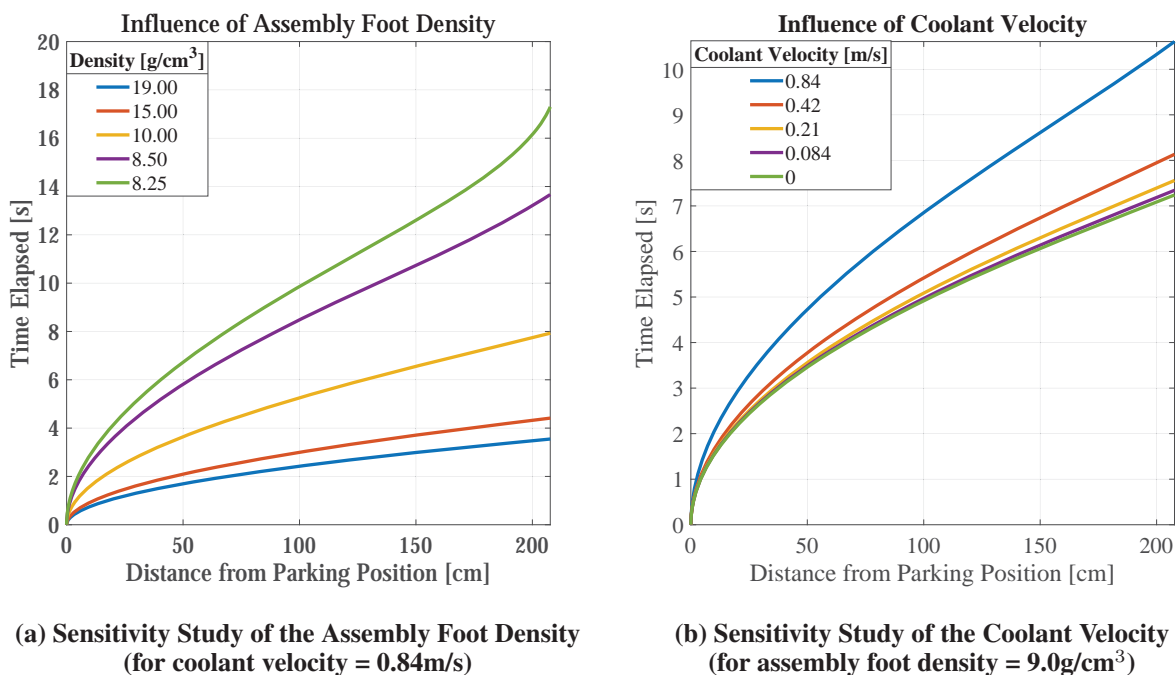 Influence of Assembly Foot Density
20
18
16
14
12
10
8
6
4
2
0
Time Elapsed [s]
Density [g/cm³]
19.00
15.00
10.00
8.50
8.25
0 50 100 150 200
Distance from Parking Position [cm]
(a) Sensitivity Study of the Assembly Foot Density
(for coolant velocity = 0.84m/s)
Influence of Coolant Velocity
10
9
8
7
6
5
4
3
2
1
0
Time Elapsed [s]
Coolant Velocity [m/s]
0.84
0.42
0.21
0.084
0
0 50 100 150 200
Distance from Parking Position [cm]
(b) Sensitivity Study of the Coolant Velocity
(for assembly foot density = 9.0g/cm³)